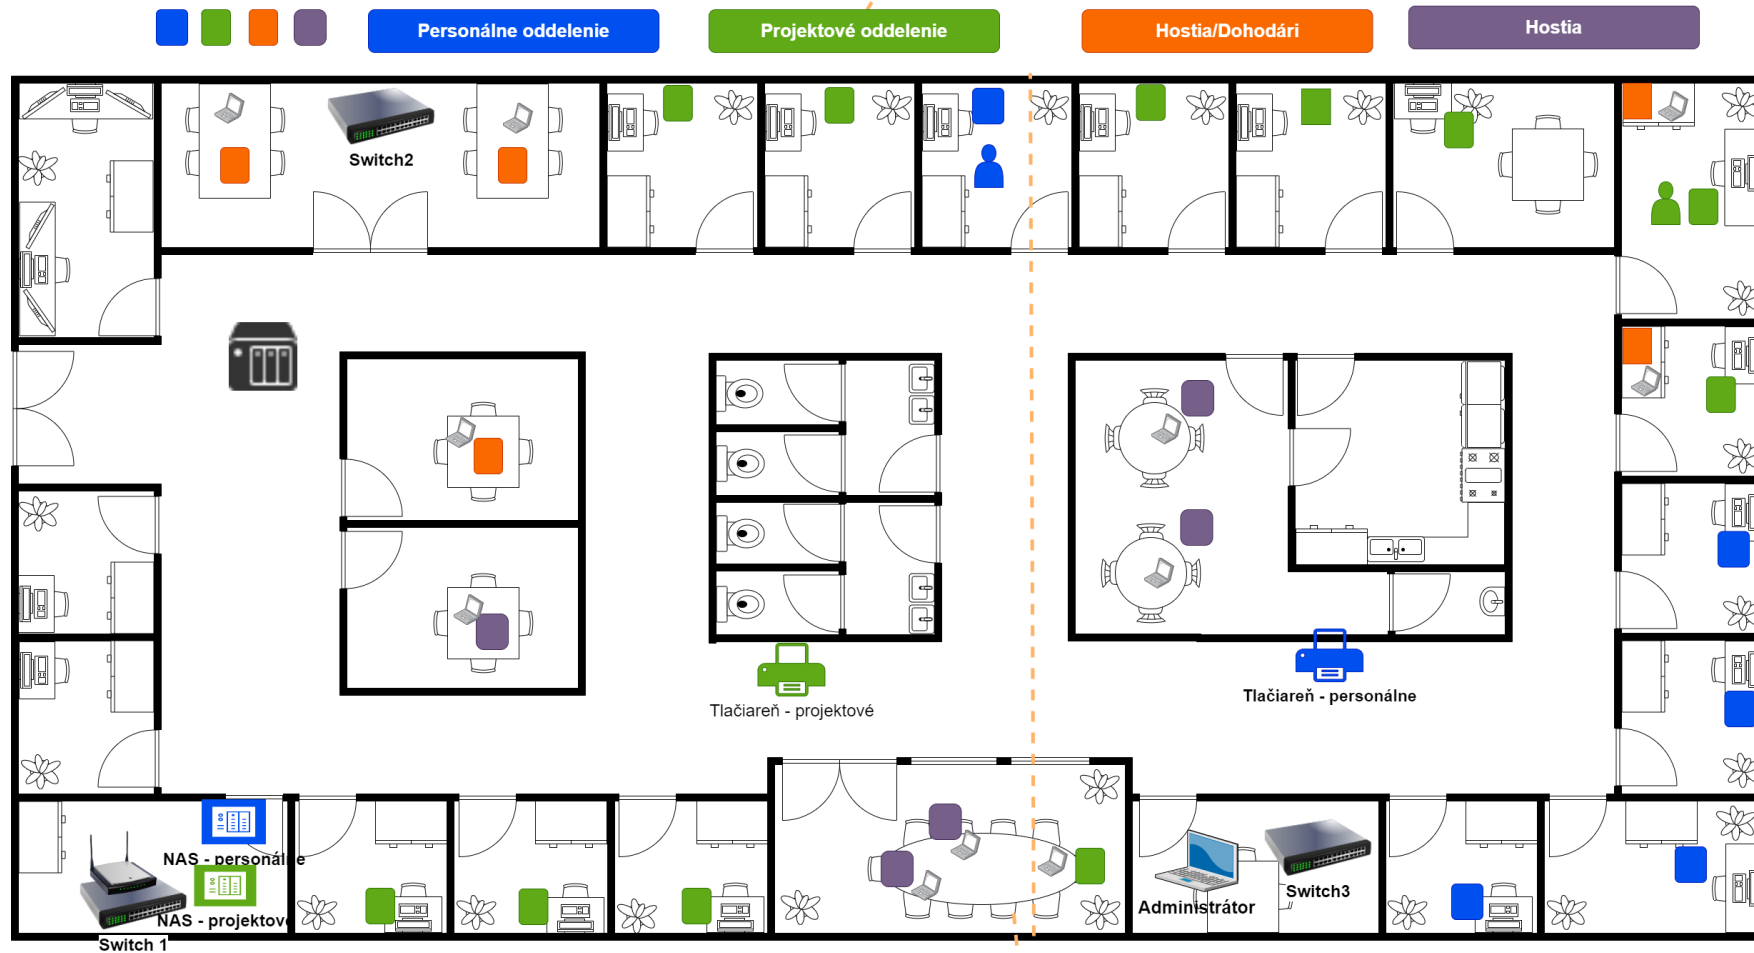 Personálne oddelenie
Projektové oddelenie
Hostia/Dohodári
Hostia
Switch2
Tlačiareň - projektové
Tlačiareň - personálne
NAS - personálne
NAS - projektové
Switch 1
Administrátor
Switch3